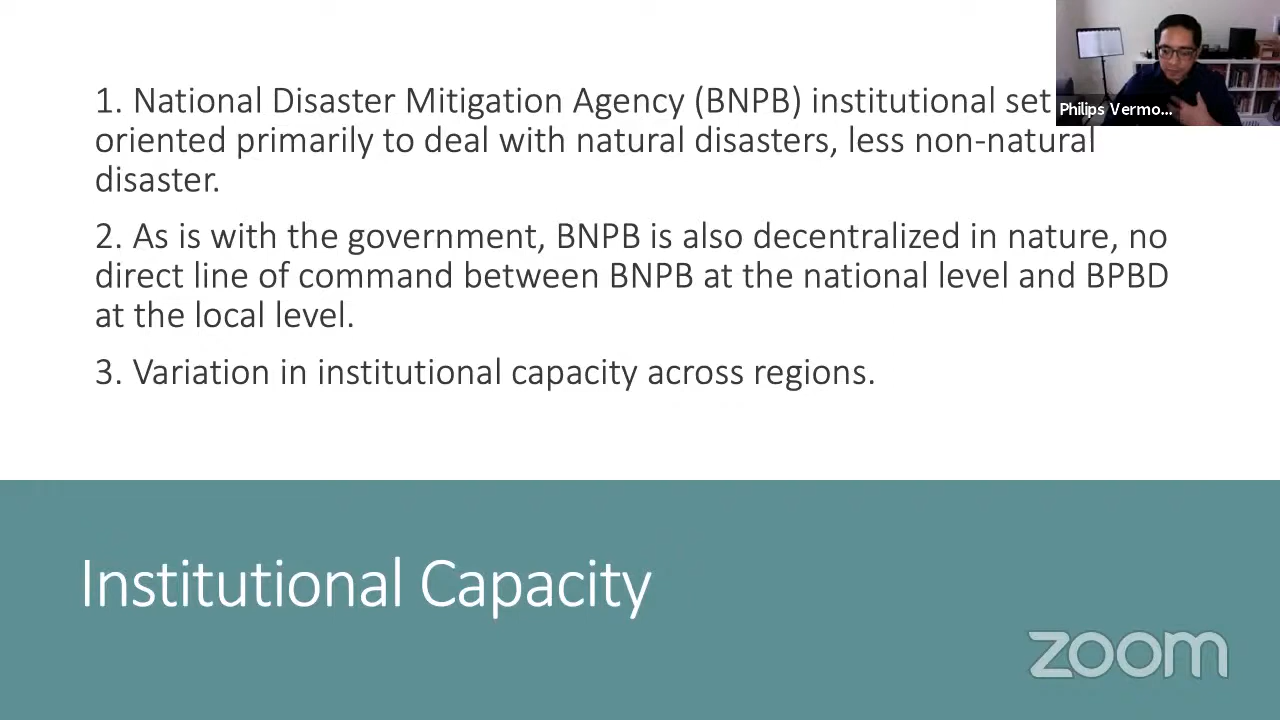 1. National Disaster Mitigation Agency (BNPB) institutional set
oriented primarily to deal with natural disasters, less non-natural
disaster.
2. As is with the government, BNPB is also decentralized in nature, no
direct line of command between BNPB at the national level and BPBD
at the local level.
3. Variation in institutional capacity across regions.
Institutional Capacity
Philips Vermo...
zoom